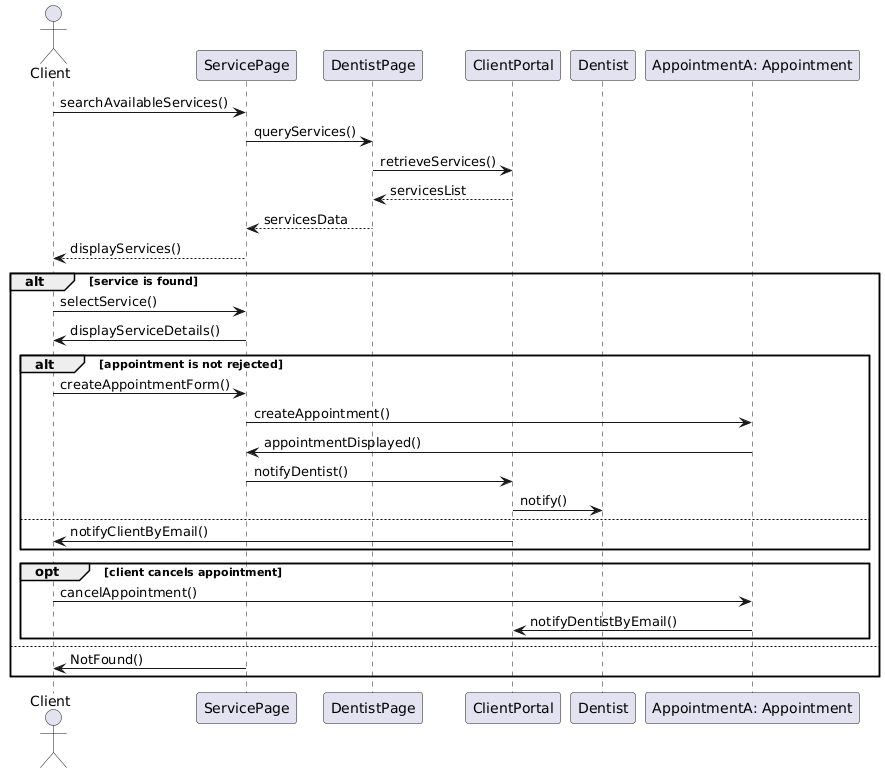 Client
ServicePage
DentistPage
ClientPortal
Dentist
AppointmentA: Appointment
searchAvailableServices()
queryServices()
retrieveServices()
servicesList
servicesData
displayServices()
alt [service is found]
selectService()
displayServiceDetails()
alt [appointment is not rejected]
createAppointmentForm()
createAppointment()
appointmentDisplayed()
notifyDentist()
notify()
notifyClientByEmail()
opt [client cancels appointment]
cancelAppointment()
notifyDentistByEmail()
NotFound()
Client
ServicePage
DentistPage
ClientPortal
Dentist
AppointmentA: Appointment